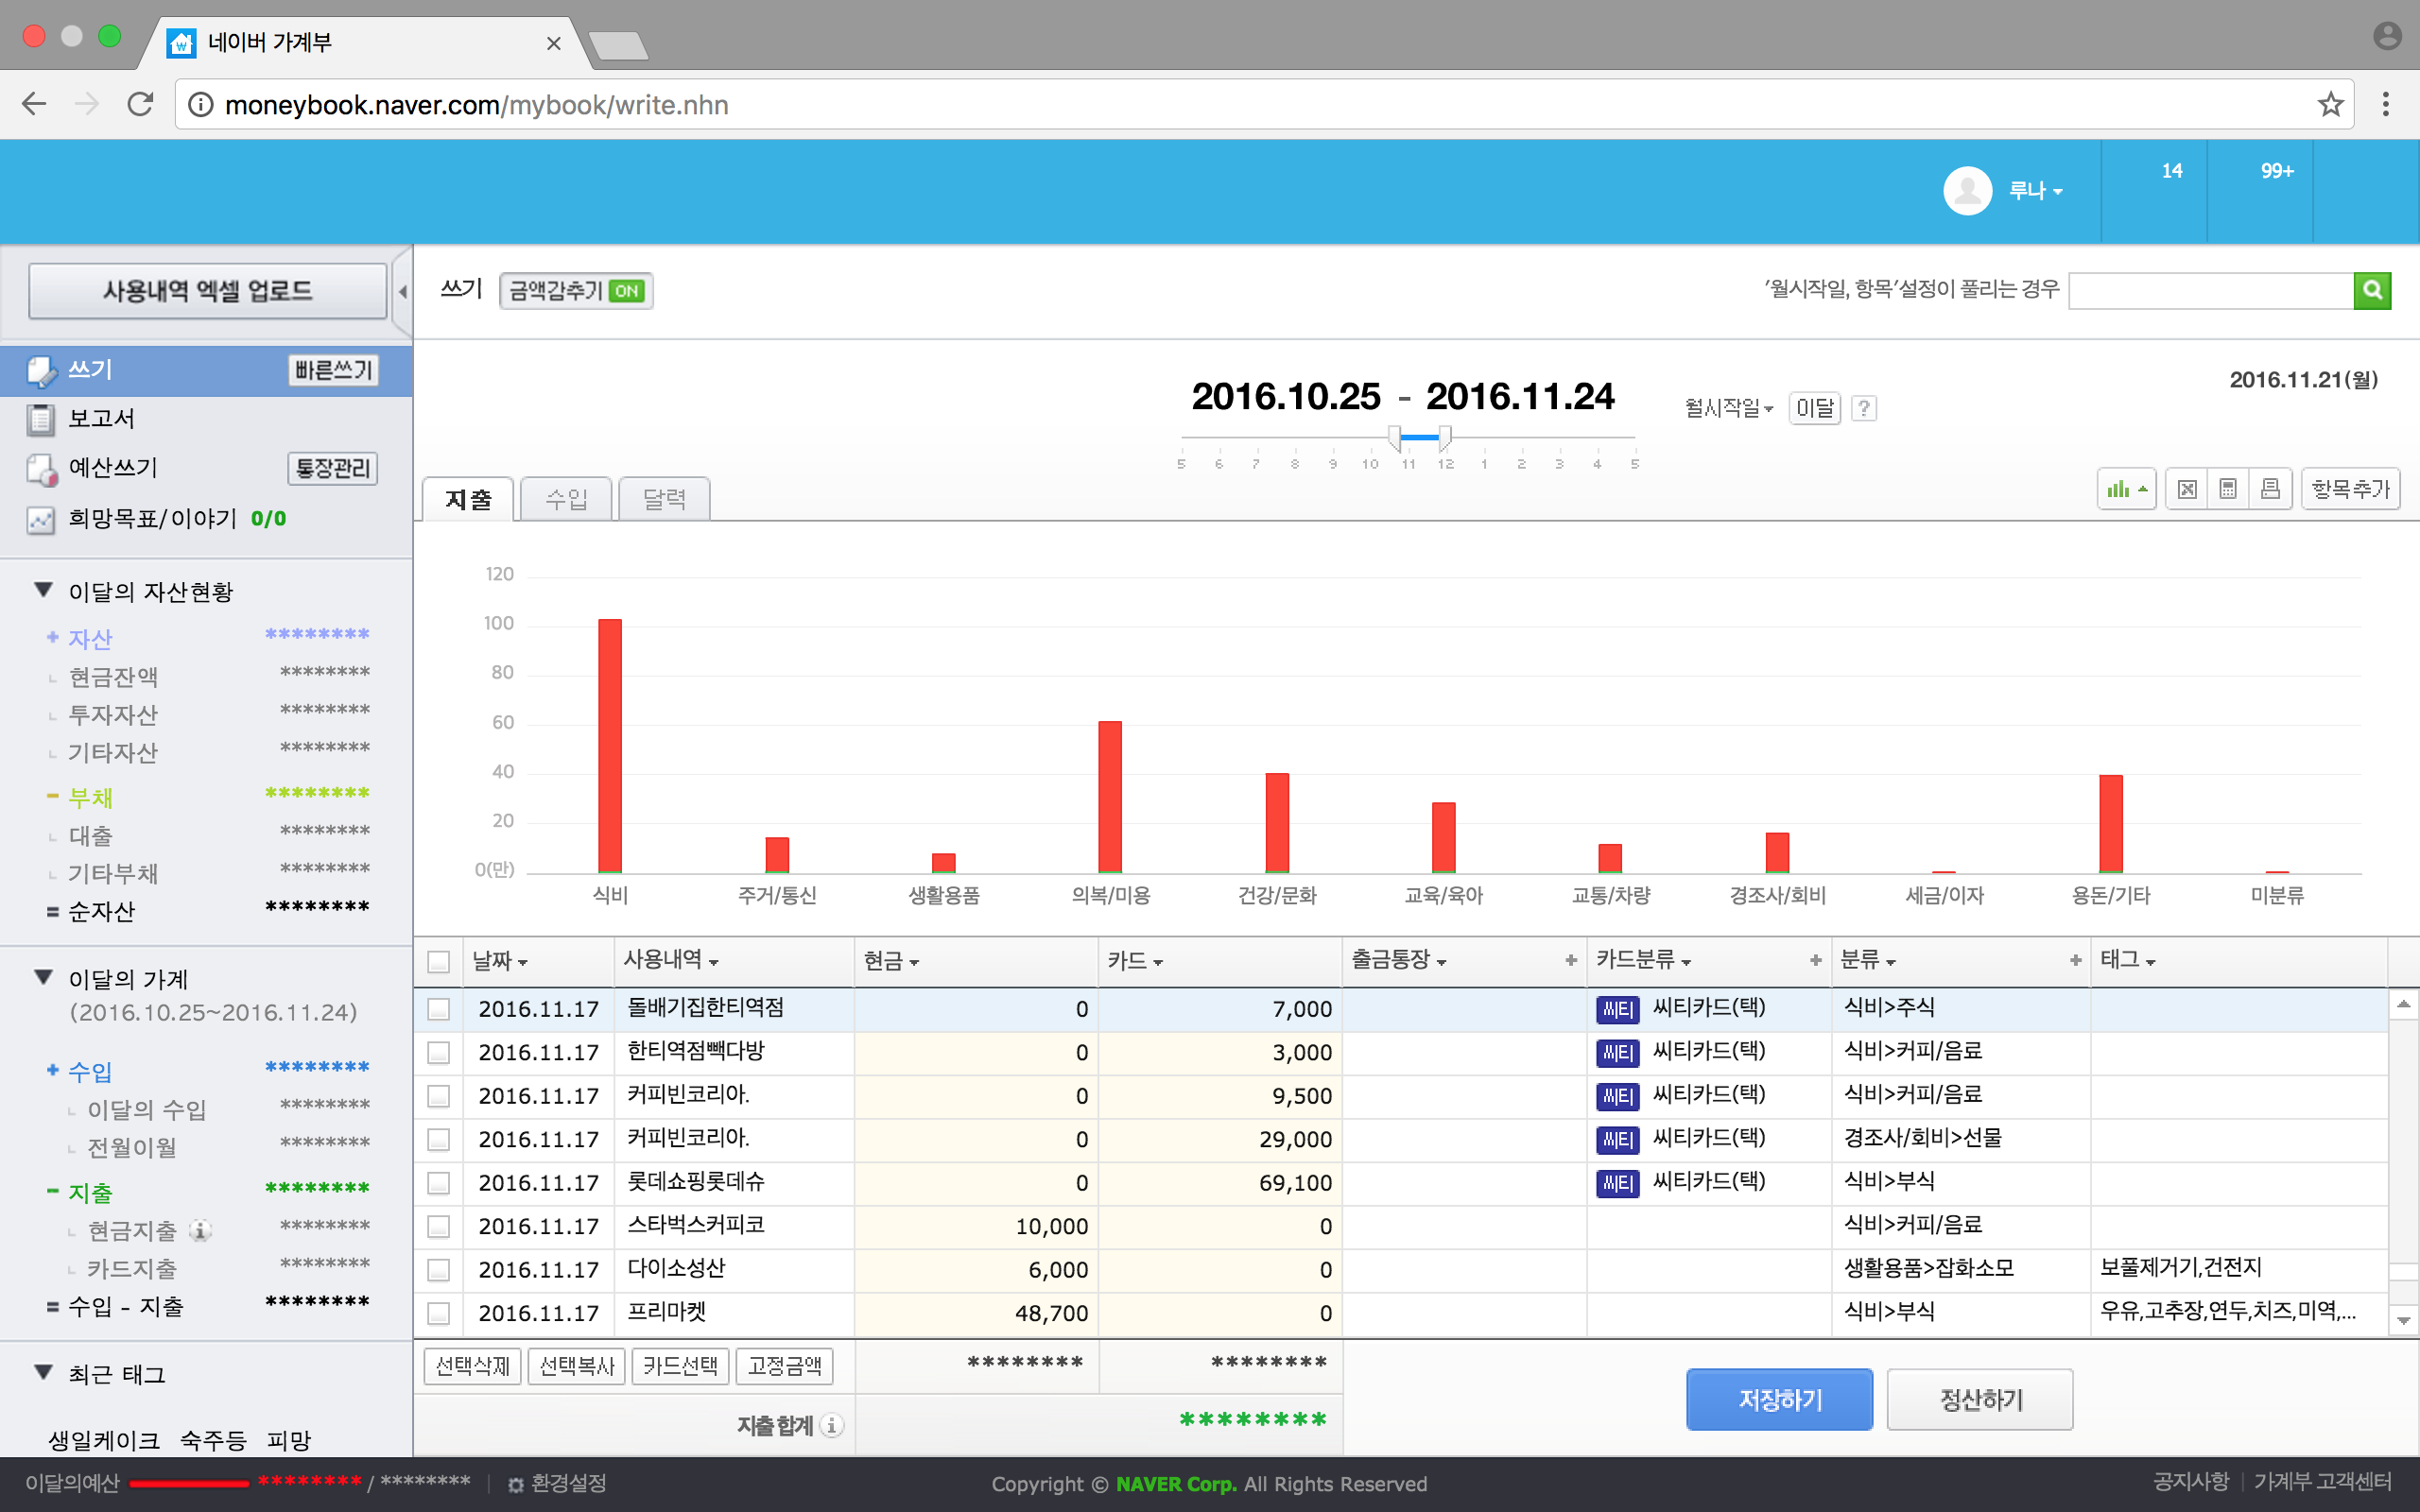 네이버 가계부
moneybook.naver.com/mybook/write.nhn
루나
14
99+
사용내역 엑셀 업로드
쓰기
금액감추기 ON
'월시작일, 항목'설정이 풀리는 경우
쓰기 빠른쓰기
보고서
예산쓰기 통장관리
희망목표/이야기 0/0
2016.10.25 - 2016.11.24
월시작일 이달 ?
2016.11.21(월)
5 6 7 8 9 10 11 12 1 2 3 4 5
지출 수입 달력
항목추가
이달의 자산현황
+ 자산 ********
현금잔액 ********
투자자산 ********
기타자산 ********
- 부채 ********
대출 ********
기타부채 ********
= 순자산 ********
이달의 가계
(2016.10.25~2016.11.24)
+ 수입 ********
이달의 수입 ********
전월이월 ********
- 지출 ********
현금지출 ********
카드지출 ********
= 수입 - 지출 ********
최근 태그
생일케이크 숙주등 피망
120
100
80
60
40
20
0(만)
식비 주거/통신 생활용품 의복/미용 건강/문화 교육/육아 교통/차량 경조사/회비 세금/이자 용돈/기타 미분류
날짜 사용내역 현금 카드 출금통장 + 카드분류 + 분류 + 태그
2016.11.17 돌배기집한티역점 0 7,000 씨티 씨티카드(택) 식비>주식
2016.11.17 한티역점빽다방 0 3,000 씨티 씨티카드(택) 식비>커피/음료
2016.11.17 커피빈코리아. 0 9,500 씨티 씨티카드(택) 식비>커피/음료
2016.11.17 커피빈코리아. 0 29,000 씨티 씨티카드(택) 경조사/회비>선물
2016.11.17 롯데쇼핑롯데슈 0 69,100 씨티 씨티카드(택) 식비>부식
2016.11.17 스타벅스커피코 10,000 0 식비>커피/음료
2016.11.17 다이소성산 6,000 0 생활용품>잡화소모 보풀제거기,건전지
2016.11.17 프리마켓 48,700 0 식비>부식 우유,고추장,연두,치즈,미역,...
선택삭제 선택복사 카드선택 고정금액 ******** ********
지출합계 ********
저장하기 정산하기
이달의예산 ******** / ******** 환경설정
Copyright © NAVER Corp. All Rights Reserved
공지사항 가계부 고객센터